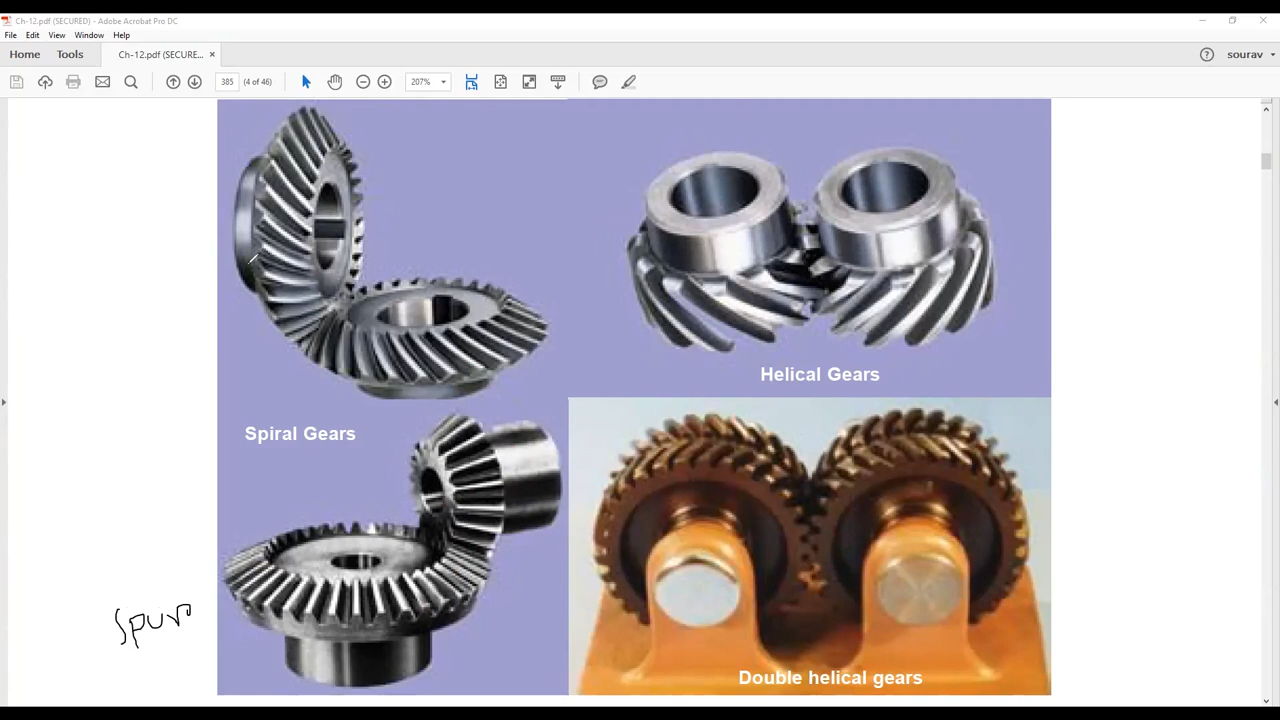 Ch-12.pdf (SECURED) - Adobe Acrobat Pro DC
File Edit View Window Help
Home Tools Ch-12.pdf (SECURE... × sourav
385 (4 of 46) 207%
Helical Gears
Spiral Gears
Spur
Double helical gears